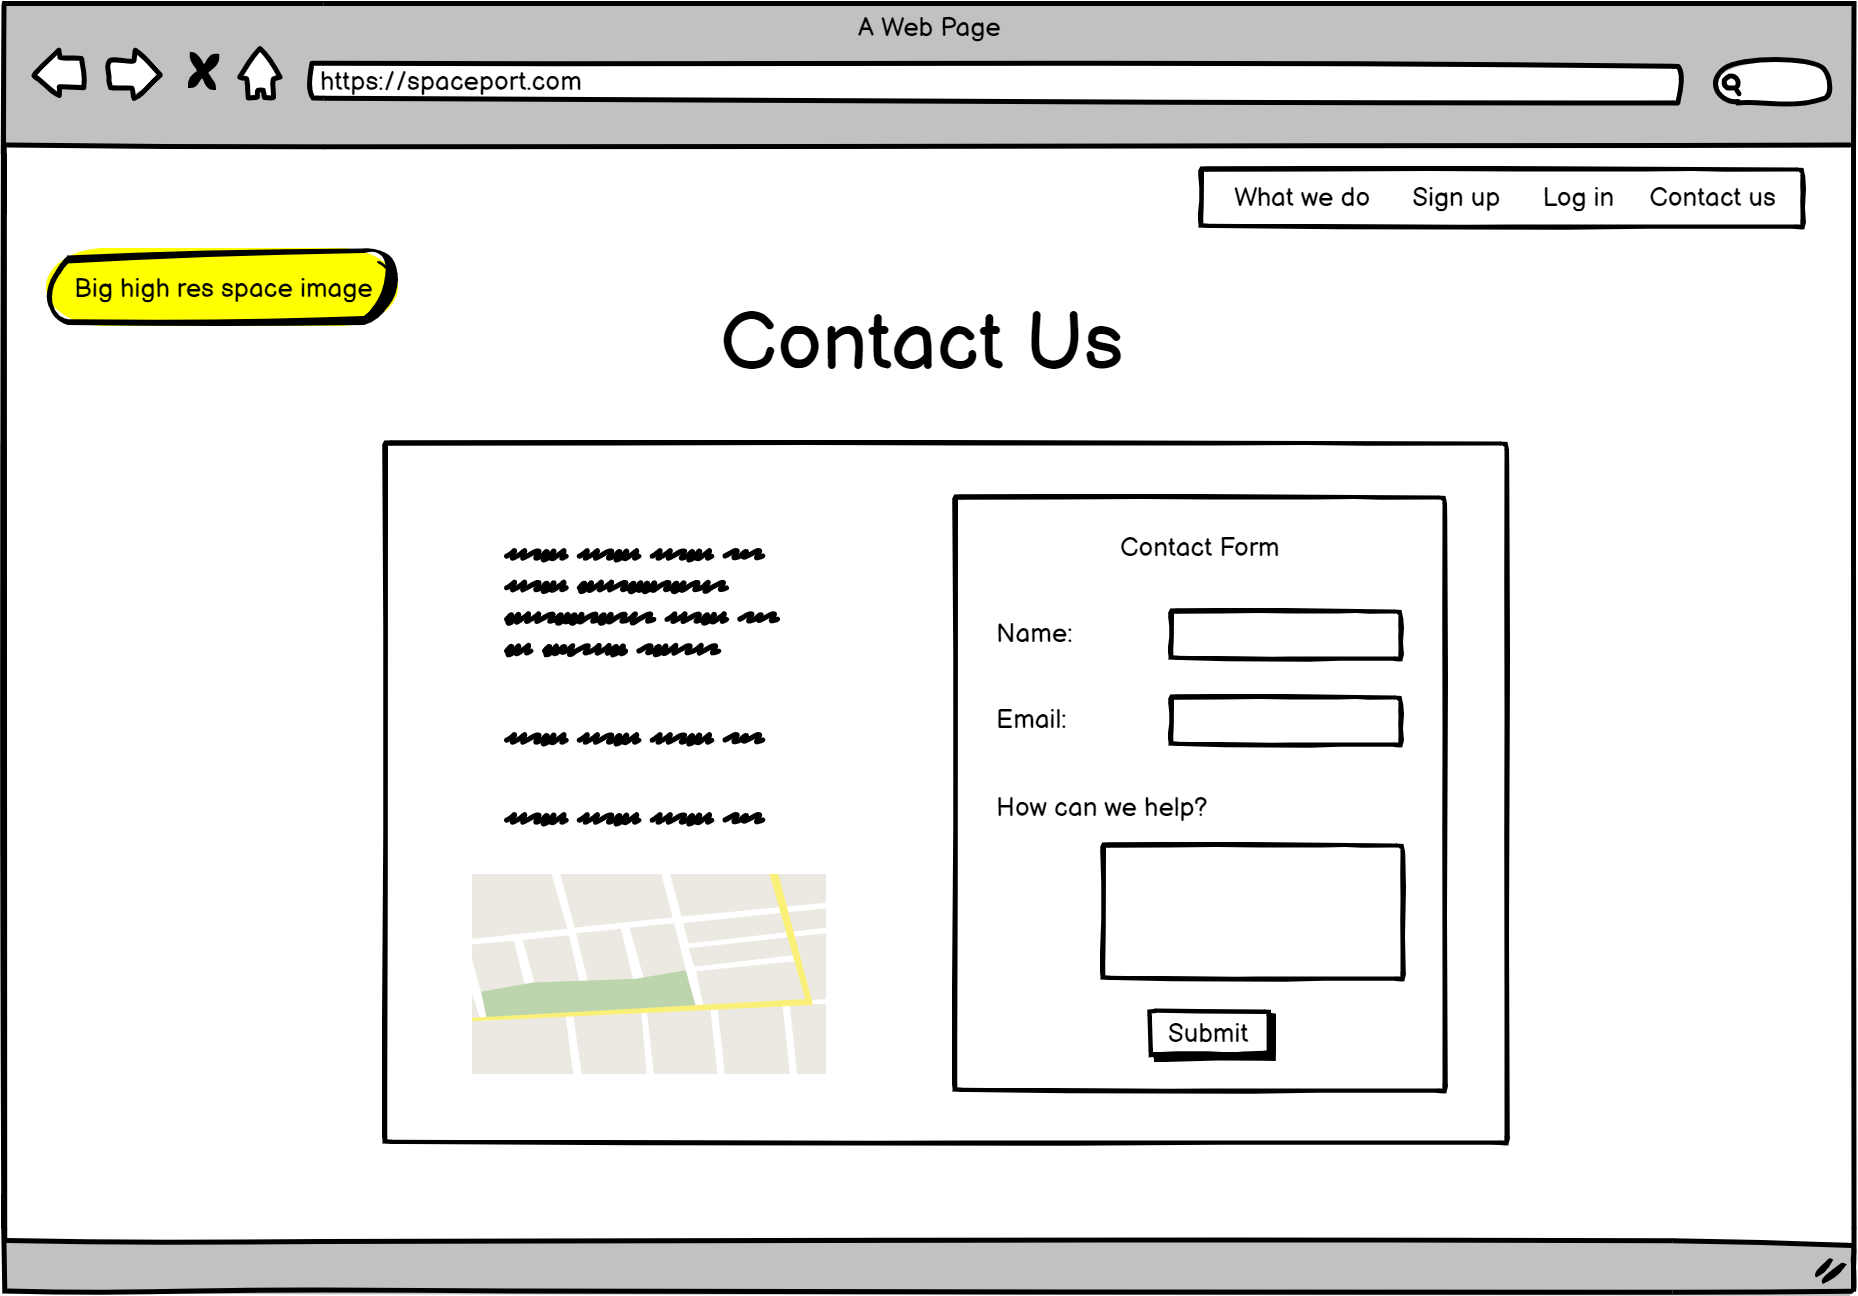 A Web Page
https://spaceport.com
What we do Sign up Log in Contact us
Big high res space image
Contact Us
Contact Form
Name:
Email:
How can we help?
Submit